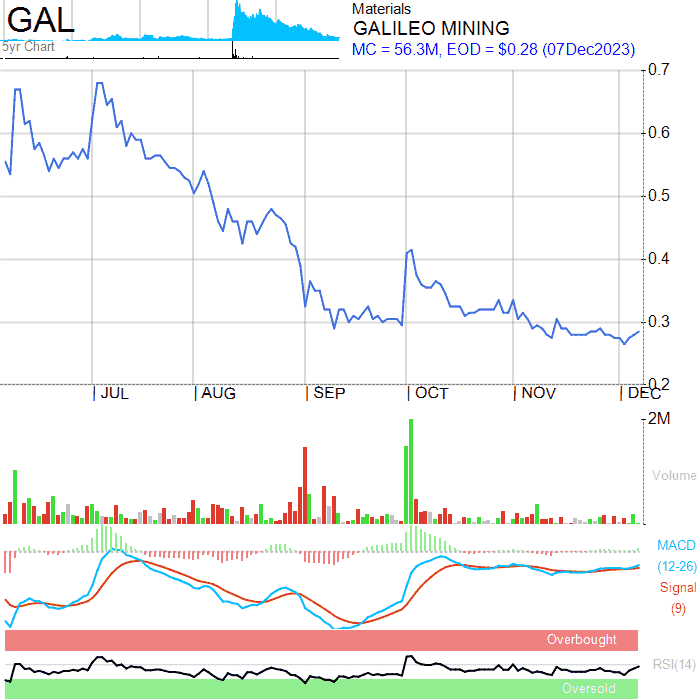 GAL
5yr Chart
Materials
GALILEO MINING
MC = 56.3M, EOD = $0.28 (07Dec2023)
0.7
0.6
0.5
0.4
0.3
0.2
JUL AUG SEP OCT NOV DEC
2M
Volume
MACD
(12-26)
Signal
(9)
Overbought
RSI(14)
Oversold